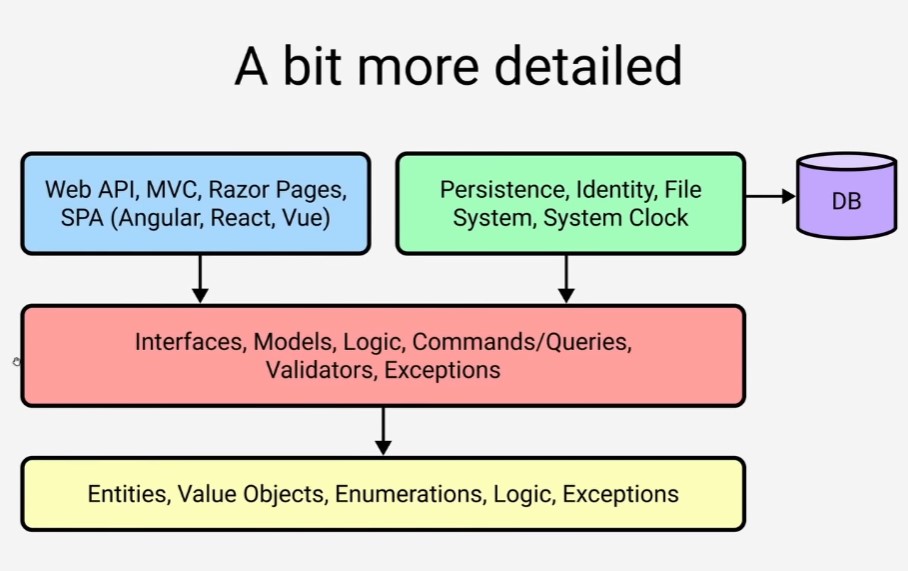 A bit more detailed
Web API, MVC, Razor Pages,
SPA (Angular, React, Vue)
Persistence, Identity, File
System, System Clock
DB
Interfaces, Models, Logic, Commands/Queries,
Validators, Exceptions
Entities, Value Objects, Enumerations, Logic, Exceptions